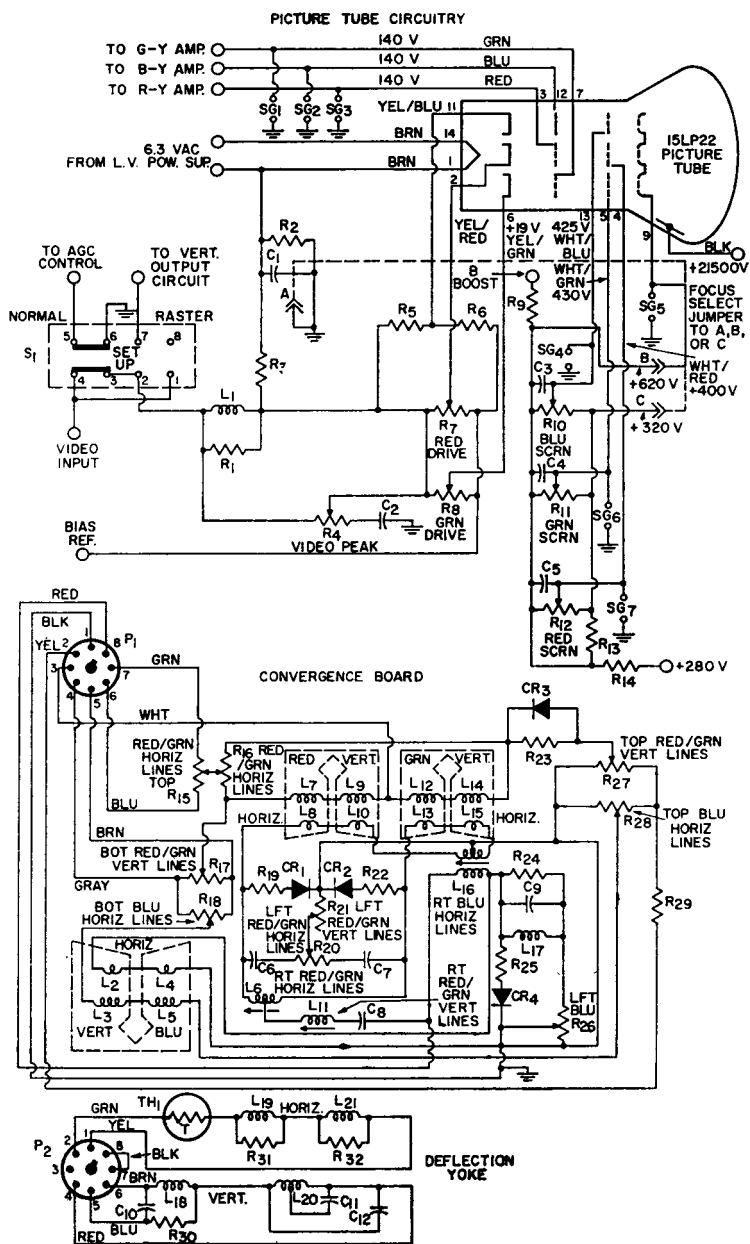 PICTURE TUBE CIRCUITRY
TO G-Y AMP. 140 V GRN
TO B-Y AMP. 140 V BLU
TO R-Y AMP. 140 V RED
3 12 7
SG1 SG2 SG3
YEL/BLU 11
BRN 14
6.3 VAC
FROM L.V. POW. SUP.
BRN 1
2
15LP22
PICTURE
TUBE
YEL/
RED
6
+19V
YEL/
GRN
13
425V
WHT/
BLU
5 4
9
BLK
+21500V
WHT/
GRN
430V
R2
C1
A
B
BOOST
R9
TO AGC
CONTROL
TO VERT.
OUTPUT
CIRCUIT
NORMAL
RASTER
5 6 7 8
S1
SET
UP
4 3 2 1
VIDEO
INPUT
R5
R6
R3
L1
R1
R7
RED
DRIVE
R8
GRN
DRIVE
R4
C2
VIDEO PEAK
BIAS
REF.
SG5
FOCUS
SELECT
JUMPER
TO A,B,
OR C
WHT/
RED
+400V
SG4
C3
B
+620V
C
+320V
R10
BLU
SCRN
C4
R11
GRN
SCRN
SG6
C5
R12
RED
SCRN
SG7
R13
R14
+280V
RED
BLK
YEL 2
1
8 P1
3
7
GRN
4
5
6
WHT
CONVERGENCE BOARD
CR3
R23
TOP RED/GRN
VERT LINES
R27
R28
TOP BLU
HORIZ
LINES
R29
RED/GRN
HORIZ
LINES
TOP
R15
BLU
R16 RED
/GRN
HORIZ
LINES
RED
VERT.
L7
L9
L8
L10
HORIZ.
GRN
VERT.
L12
L14
L13
L15
HORIZ.
BRN
BOT RED/GRN
VERT LINES
R17
GRAY
R18
BOT BLU
HORIZ LINES
R19
CR1
CR2
R22
R21
LFT
RED/GRN
HORIZ
LINES
LFT
RED/GRN
VERT LINES
R20
C6
C7
RT RED/GRN
HORIZ LINES
L6
L11
C8
L16
RT BLU
HORIZ
LINES
RT
RED/
GRN
VERT
LINES
R24
C9
L17
R25
CR4
LFT
BLU
R26
HORIZ
L2
L4
L3
L5
VERT
BLU
GRN
TH1
T
L19
HORIZ.
L21
R31
R32
P2
2
1
YEL
8
BLK
3
7
4
5
6
BRN
DEFLECTION
YOKE
C10
L18
VERT.
L20
C11
C12
BLU
R30
RED